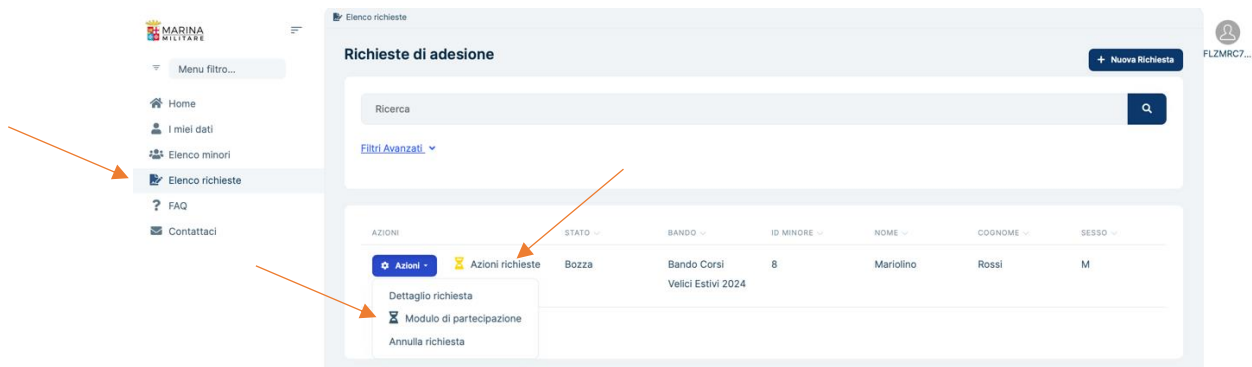 MARINA
MILITARE
Menu filtro...
Home
I miei dati
Elenco minori
Elenco richieste
? FAQ
Contattaci
Elenco richieste
Richieste di adesione
+ Nuova Richiesta
FLZMRC7...
Ricerca
Filtri Avanzati
AZIONI STATO BANDO ID MINORE NOME COGNOME SESSO
Azioni Azioni richieste Bozza Bando Corsi 8 Mariolino Rossi M
Velici Estivi 2024
Dettaglio richiesta
Modulo di partecipazione
Annulla richiesta